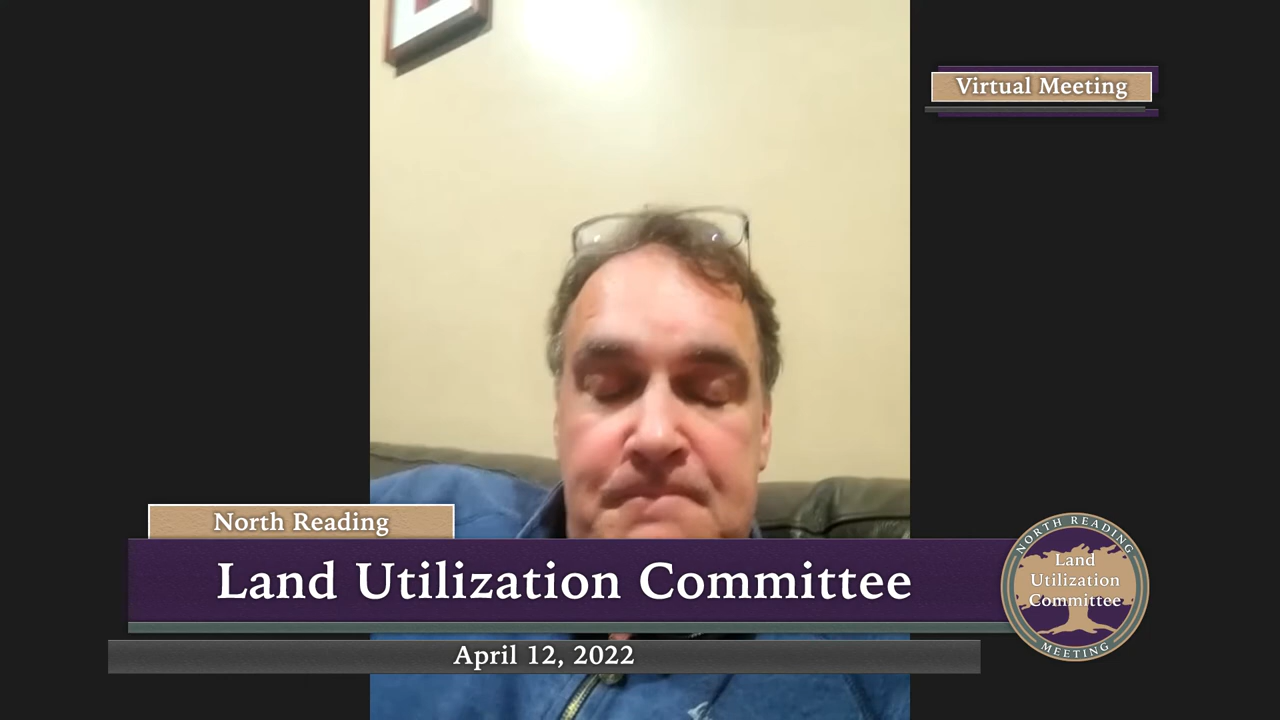 Virtual Meeting
North Reading
Land Utilization Committee
April 12, 2022
NORTH READING
Land
Utilization
Committee
MEETING